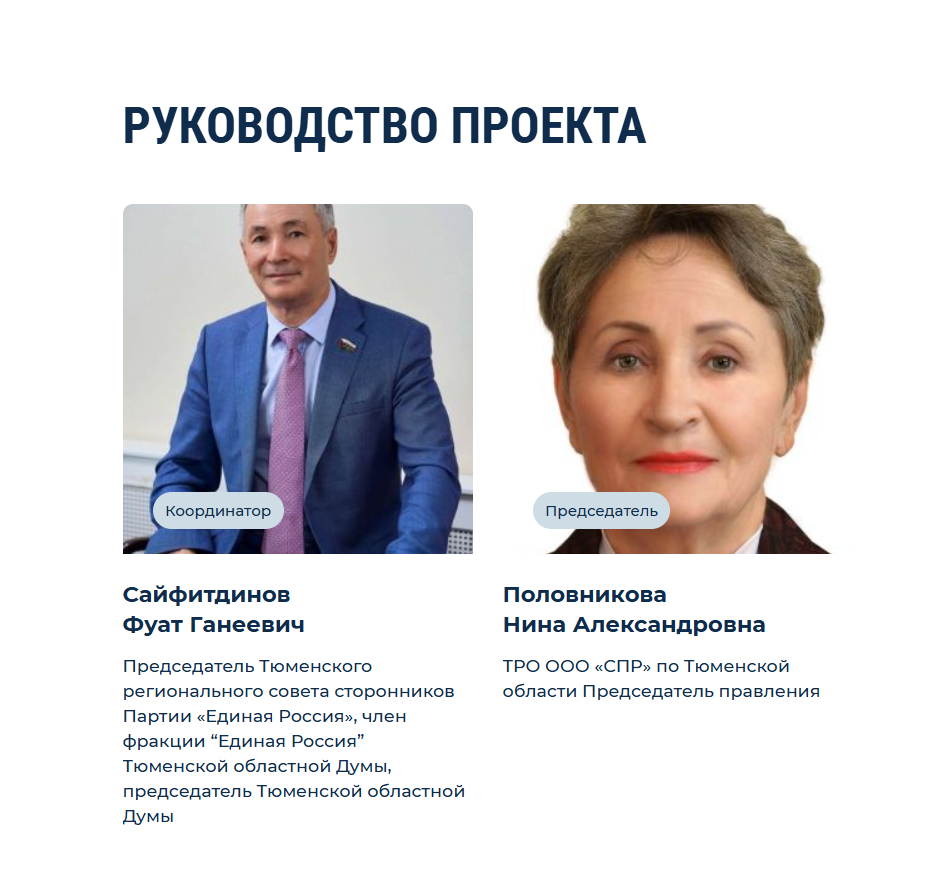 РУКОВОДСТВО ПРОЕКТА
Координатор
Сайфитдинов
Фуат Ганеевич
Председатель Тюменского
регионального совета сторонников
Партии «Единая Россия», член
фракции “Единая Россия”
Тюменской областной Думы,
председатель Тюменской областной
Думы
Председатель
Половникова
Нина Александровна
ТРО ООО «СПР» по Тюменской
области Председатель правления